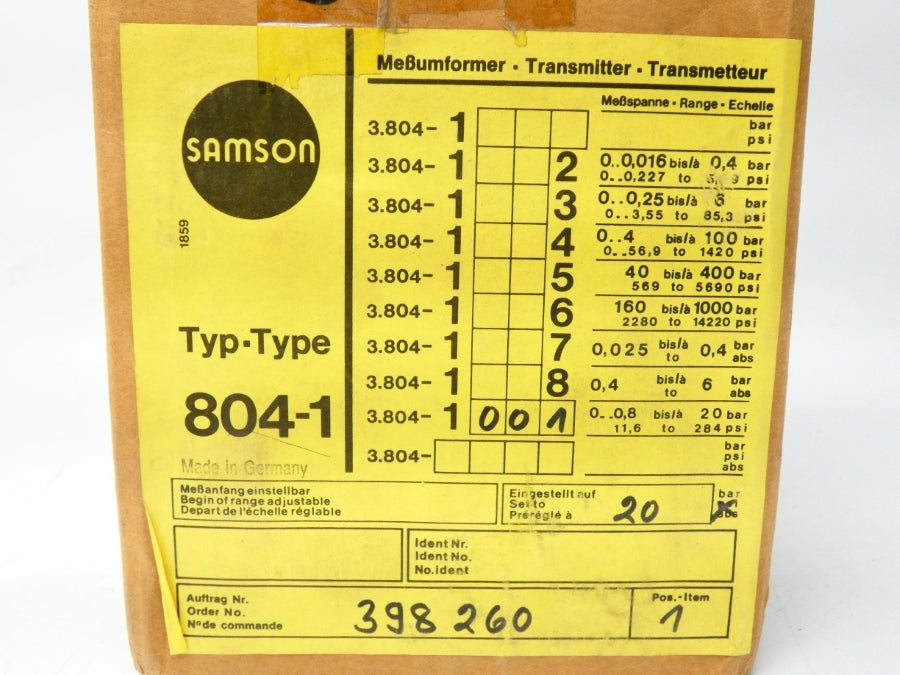 Meßumformer · Transmitter · Transmetteur
Meßspanne · Range · Echelle
SAMSON
1859
Typ·Type
804-1
Made in Germany
3.804- 1 bar
psi
3.804- 1 2 0..0,016 bis/à 0,4 bar
0..0.227 to 9 psi
3.804- 1 3 0..0,25 bis/à 6 bar
0..3,55 to 85,3 psi
3.804- 1 4 0..4 bis/à 100 bar
0..56,9 to 1420 psi
3.804- 1 5 40 bis/à 400 bar
569 to 5690 psi
3.804- 1 6 160 bis/à 1000 bar
2280 to 14220 psi
3.804- 1 7 0,025 bis/à 0,4 bar
to abs
3.804- 1 8 0,4 bis/à 6 bar
to abs
3.804- 1 0 0 1 0..0,8 bis/à 20 bar
11,6 to 284 psi
3.804- bar
psi
abs
Meßanfang einstellbar
Begin of range adjustable
Depart de l'échelle réglable
Eingestellt auf bar
Set to 20
Préréglé à abs
Ident Nr.
Ident No.
No.ident
Auftrag Nr.
Order No. 398 260
N° de commande
Pos.-Item
1